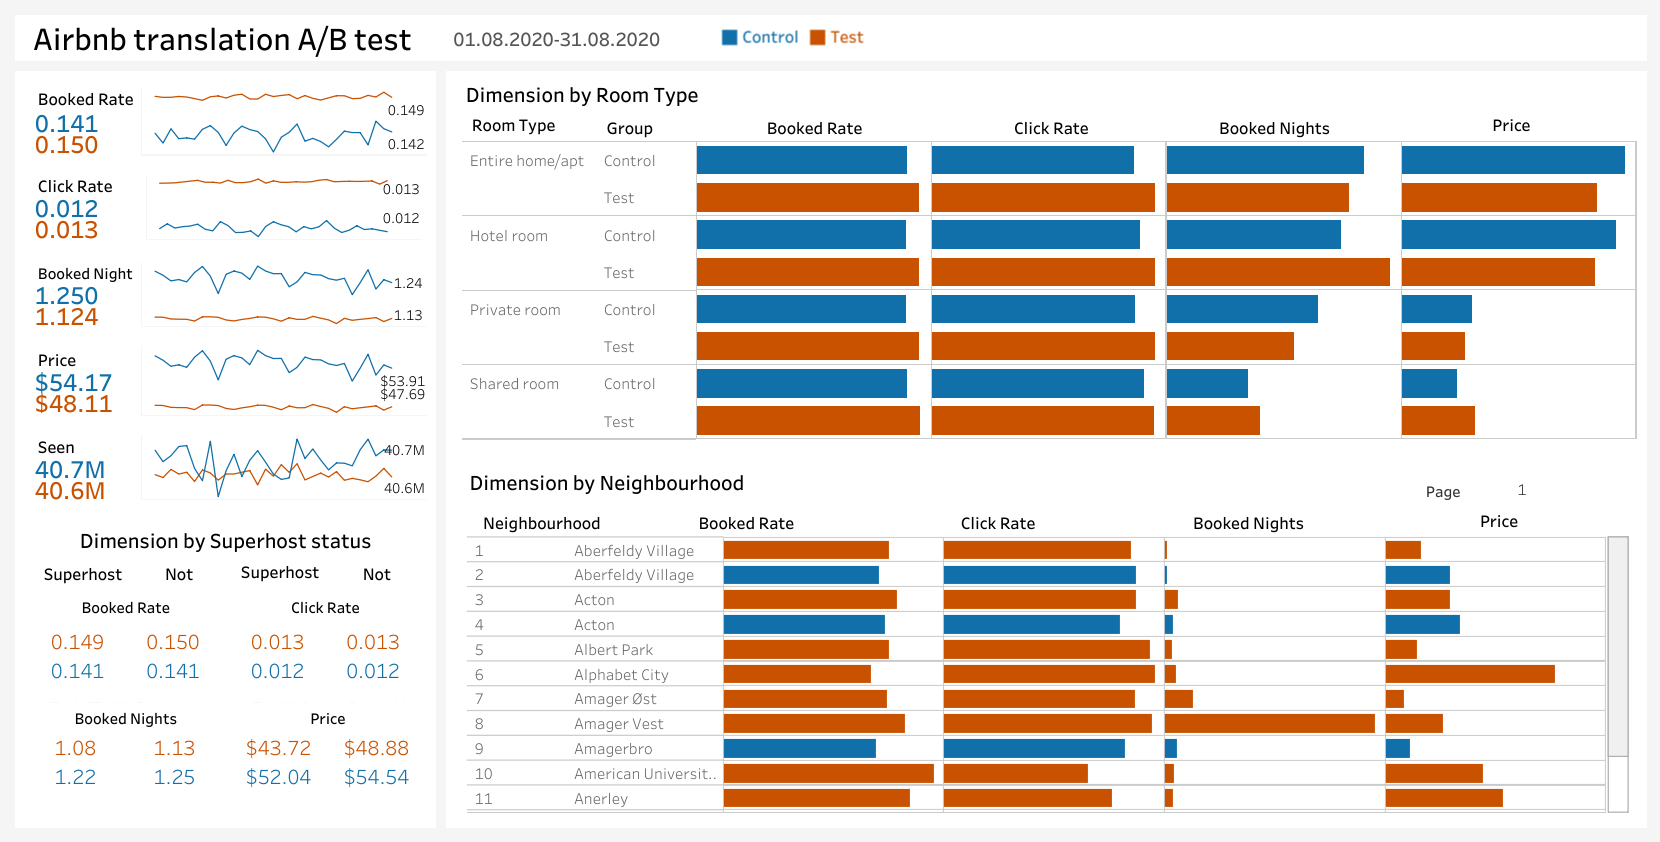 Airbnb translation A/B test 01.08.2020-31.08.2020 Control Test
Booked Rate
0.141
0.150
0.149
0.142
Click Rate
0.012
0.013
0.013
0.012
Booked Night
1.250
1.124
1.24
1.13
Price
$54.17
$48.11
$53.91
$47.69
Seen
40.7M
40.6M
40.7M
40.6M
Dimension by Superhost status
Superhost Not Superhost Not
Booked Rate Click Rate
0.149 0.150 0.013 0.013
0.141 0.141 0.012 0.012
Booked Nights Price
1.08 1.13 $43.72 $48.88
1.22 1.25 $52.04 $54.54
Dimension by Room Type
Room Type Group Booked Rate Click Rate Booked Nights Price
Entire home/apt Control
Test
Hotel room Control
Test
Private room Control
Test
Shared room Control
Test
Dimension by Neighbourhood
Page 1
Neighbourhood Booked Rate Click Rate Booked Nights Price
1 Aberfeldy Village
2 Aberfeldy Village
3 Acton
4 Acton
5 Albert Park
6 Alphabet City
7 Amager Øst
8 Amager Vest
9 Amagerbro
10 American Universit..
11 Anerley